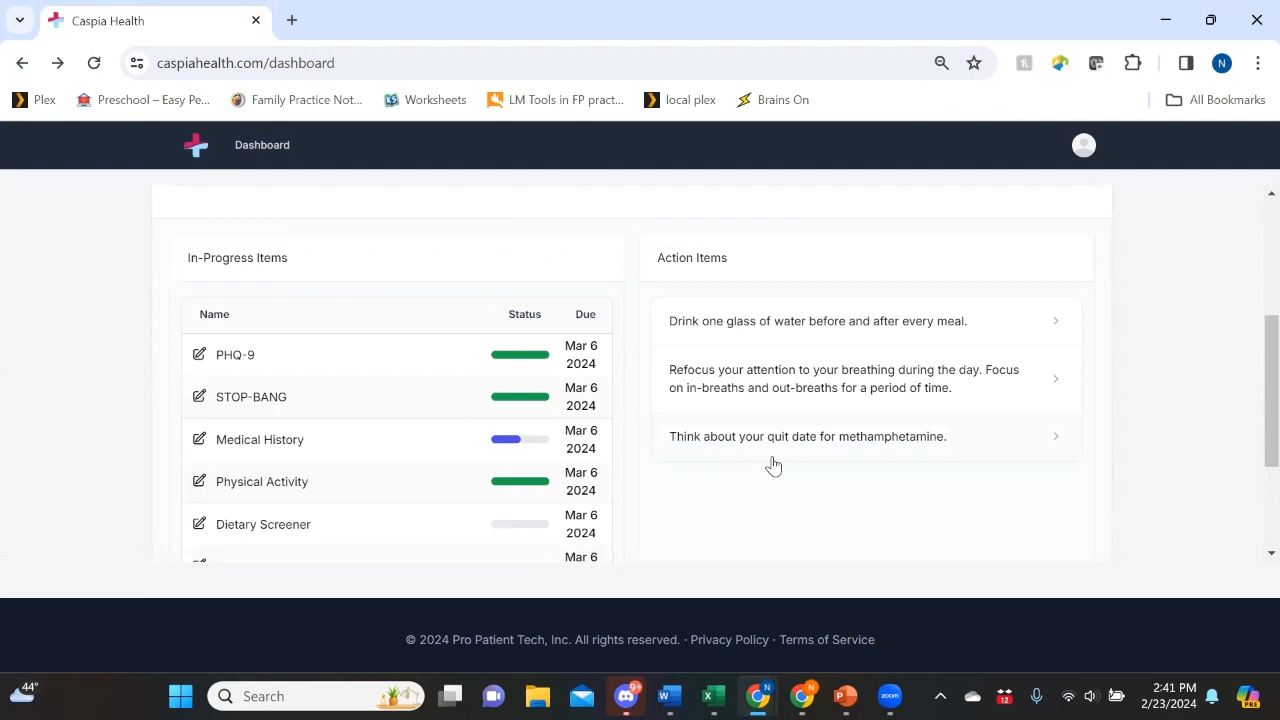 Caspia Health
caspiahealth.com/dashboard
N
Plex
Preschool – Easy Pe...
Family Practice Not...
Worksheets
LM Tools in FP pract...
local plex
Brains On
All Bookmarks
Dashboard
In-Progress Items
Action Items
Name Status Due
PHQ-9 Mar 6
2024
STOP-BANG Mar 6
2024
Medical History Mar 6
2024
Physical Activity Mar 6
2024
Dietary Screener Mar 6
2024
Mar 6
Drink one glass of water before and after every meal.
Refocus your attention to your breathing during the day. Focus
on in-breaths and out-breaths for a period of time.
Think about your quit date for methamphetamine.
© 2024 Pro Patient Tech, Inc. All rights reserved. · Privacy Policy · Terms of Service
44°
Search
9+
W
X
N
N
P
zoom
12
2:41 PM
2/23/2024
PRE